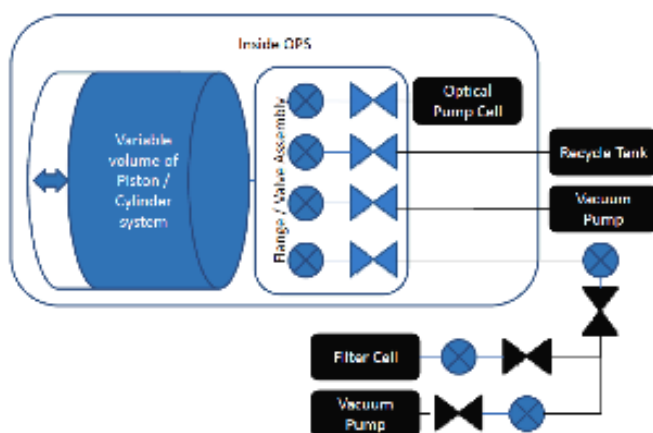 Inside OPS
Variable
volume of
Piston /
Cylinder
system
Flange / Valve Assembly
Optical
Pump Cell
Recycle Tank
Vacuum
Pump
Filter Cell
Vacuum
Pump